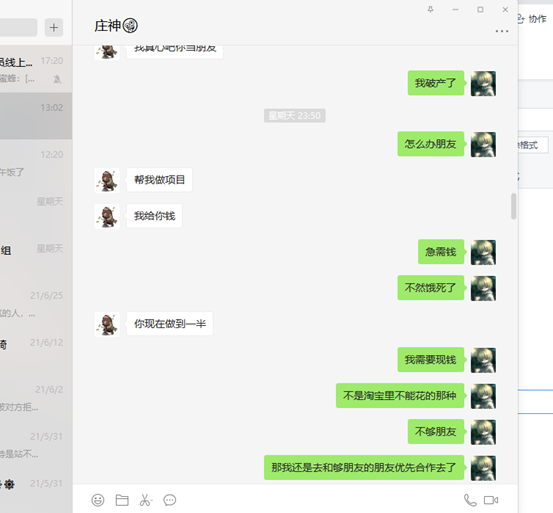 庄神
17:20
员线上...
蜜蜂：[...
13:02
12:20
午饭了
星期天
组
星期天
21/6/25
的人，...
21/6/12
21/6/2
被对方拒...
21/5/31
特是站不...
21/5/31
我真心吧你当朋友
我破产了
星期天 23:50
怎么办朋友
帮我做项目
我给你钱
急需钱
不然饿死了
你现在做到一半
我需要现钱
不是淘宝里不能花的那种
不够朋友
那我还是去和够朋友的朋友优先合作去了
协作
格式